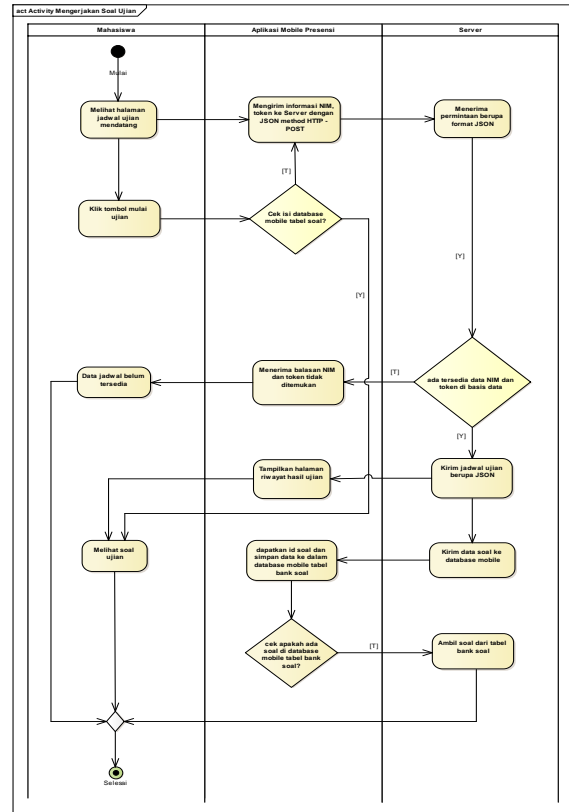 act Activity Mengerjakan Soal Ujian
Mahasiswa
Aplikasi Mobile Presensi
Server
Mulai
Melihat halaman
jadwal ujian
mendatang
Mengirim informasi NIM,
token ke Server dengan
JSON method HTTP -
POST
Menerima
permintaan berupa
format JSON
[T]
Klik tombol mulai
ujian
Cek isi database
mobile tabel soal?
[Y]
[Y]
Data jadwal belum
tersedia
Menerima balasan NIM
dan token tidak
ditemukan
[T]
ada tersedia data NIM dan
token di basis data
[Y]
Tampilkan halaman
riwayat hasil ujian
Kirim jadwal ujian
berupa JSON
Melihat soal
ujian
dapatkan id soal dan
simpan data ke dalam
database mobile tabel
bank soal
Kirim data soal ke
database mobile
cek apakah ada
soal di database
mobile tabel bank
soal?
[T]
Ambil soal dari tabel
bank soal
Selesai